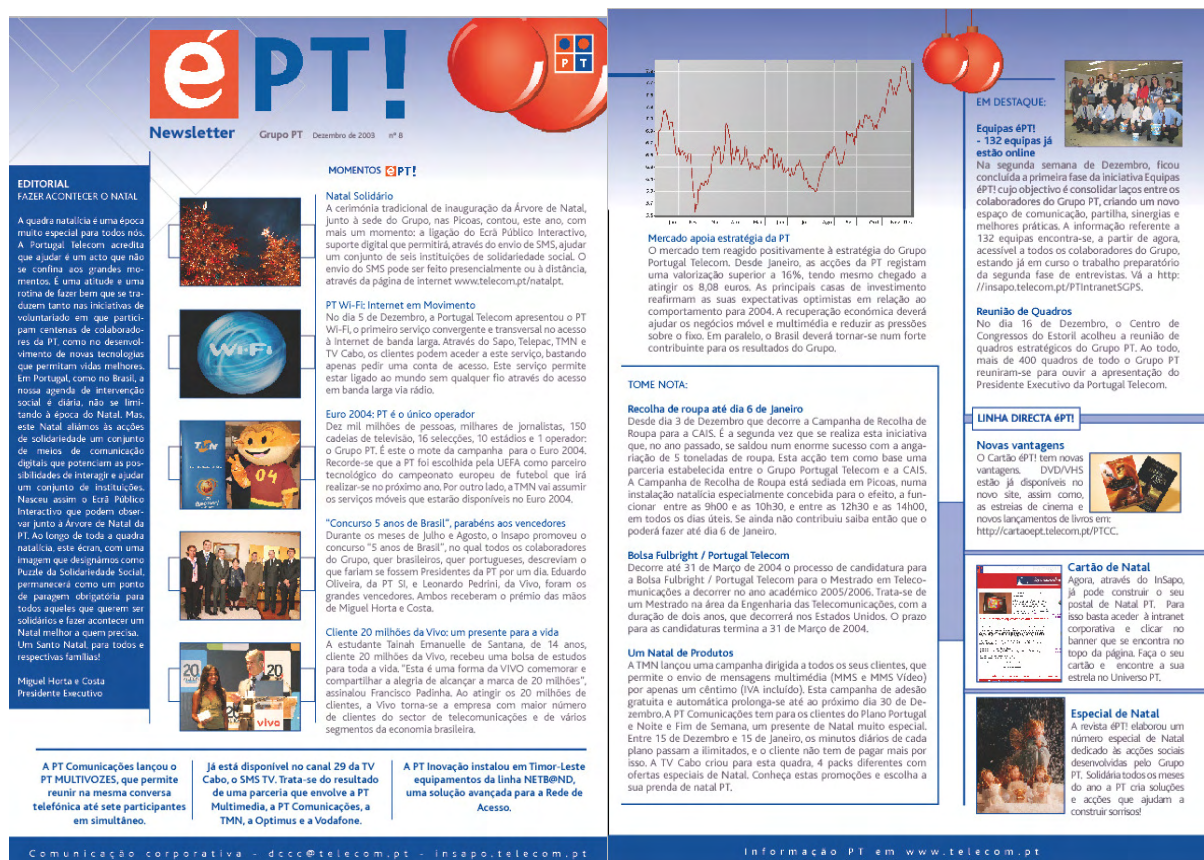 é PT!
P T
Newsletter Grupo PT Dezembro de 2003 nº 8
EDITORIAL
FAZER ACONTECER O NATAL
A quadra natalícia é uma época
muito especial para todos nós.
A Portugal Telecom acredita
que ajudar é um acto que não
se confina aos grandes mo-
mentos. É uma atitude e uma
rotina de fazer bem que se tra-
duzem tanto nas iniciativas de
voluntariado em que partici-
pam centenas de colaborado-
res da PT, como no desenvol-
vimento de novas tecnologias
que permitam vidas melhores.
Em Portugal, como no Brasil, a
nossa agenda de intervenção
social é diária, não se limi-
tando à época do Natal. Mas,
este Natal aliámos às acções
de solidariedade um conjunto
de meios de comunicação
digitais que potenciam as pos-
sibilidades de interagir e ajudar
um conjunto de instituições.
Nasceu assim o Ecrã Público
Interactivo que podem obser-
var junto à Árvore de Natal da
PT. Ao longo de toda a quadra
natalícia, este écran, com uma
imagem que designámos como
Puzzle da Solidariedade Social,
permanecerá como um ponto
de paragem obrigatória para
todos aqueles que querem ser
solidários e fazer acontecer um
Natal melhor a quem precisa.
Um Santo Natal, para todos e
respectivas famílias!
Miguel Horta e Costa
Presidente Executivo
MOMENTOS éPT!
Natal Solidário
A cerimónia tradicional de inauguração da Árvore de Natal,
junto à sede do Grupo, nas Picoas, contou, este ano, com
mais um momento: a ligação do Ecrã Público Interactivo,
suporte digital que permitirá, através do envio de SMS, ajudar
um conjunto de seis instituições de solidariedade social. O
envio do SMS pode ser feito presencialmente ou à distância,
através da página de internet www.telecom.pt/natalpt.
Wi-Fi
PT Wi-Fi: Internet em Movimento
No dia 5 de Dezembro, a Portugal Telecom apresentou o PT
Wi-Fi, o primeiro serviço convergente e transversal no acesso
à Internet de banda larga. Através do Sapo, Telepac, TMN e
TV Cabo, os clientes podem aceder a este serviço, bastando
apenas pedir uma conta de acesso. Este serviço permite
estar ligado ao mundo sem qualquer fio através do acesso
em banda larga via rádio.
04
Euro 2004: PT é o único operador
Dez mil milhões de pessoas, milhares de jornalistas, 150
cadeias de televisão, 16 selecções, 10 estádios e 1 operador:
o Grupo PT. É este o mote da campanha para o Euro 2004.
Recorde-se que a PT foi escolhida pela UEFA como parceiro
tecnológico do campeonato europeu de futebol que irá
realizar-se no próximo ano. Por outro lado, a TMN vai assumir
os serviços móveis que estarão disponíveis no Euro 2004.
"Concurso 5 anos de Brasil", parabéns aos vencedores
Durante os meses de Julho e Agosto, o Insapo promoveu o
concurso "5 anos de Brasil", no qual todos os colaboradores
do Grupo, quer brasileiros, quer portugueses, descreviam o
que fariam se fossem Presidentes da PT por um dia. Eduardo
Oliveira, da PT SI, e Leonardo Pedrini, da Vivo, foram os
grandes vencedores. Ambos receberam o prémio das mãos
de Miguel Horta e Costa.
20
20
vivo
Cliente 20 milhões da Vivo: um presente para a vida
A estudante Tainah Emanuelle de Santana, de 14 anos,
cliente 20 milhões da Vivo, recebeu uma bolsa de estudos
para toda a vida. "Esta é uma forma da VIVO comemorar e
compartilhar a alegria de alcançar a marca de 20 milhões",
assinalou Francisco Padinha. Ao atingir os 20 milhões de
clientes, a Vivo torna-se a empresa com maior número
de clientes do sector de telecomunicações e de vários
segmentos da economia brasileira.
A PT Comunicações lançou o
PT MULTIVOZES, que permite
reunir na mesma conversa
telefónica até sete participantes
em simultâneo.
Já está disponível no canal 29 da TV
Cabo, o SMS TV. Trata-se do resultado
de uma parceria que envolve a PT
Multimedia, a PT Comunicações, a
TMN, a Optimus e a Vodafone.
A PT Inovação instalou em Timor-Leste
equipamentos da linha NETB@ND,
uma solução avançada para a Rede de
Acesso.
Comunicação corporativa - dccc@telecom.pt - insapo.telecom.pt
Mercado apoia estratégia da PT
O mercado tem reagido positivamente à estratégia do Grupo
Portugal Telecom. Desde Janeiro, as acções da PT registam
uma valorização superior a 16%, tendo mesmo chegado a
atingir os 8,08 euros. As principais casas de investimento
reafirmam as suas expectativas optimistas em relação ao
comportamento para 2004. A recuperação económica deverá
ajudar os negócios móvel e multimédia e reduzir as pressões
sobre o fixo. Em paralelo, o Brasil deverá tornar-se num forte
contribuinte para os resultados do Grupo.
TOME NOTA:
Recolha de roupa até dia 6 de Janeiro
Desde dia 3 de Dezembro que decorre a Campanha de Recolha de
Roupa para a CAIS. É a segunda vez que se realiza esta iniciativa
que, no ano passado, se saldou num enorme sucesso com a anga-
riação de 5 toneladas de roupa. Esta acção tem como base uma
parceria estabelecida entre o Grupo Portugal Telecom e a CAIS.
A Campanha de Recolha de Roupa está sediada em Picoas, numa
instalação natalícia especialmente concebida para o efeito, a fun-
cionar entre as 9h00 e as 10h30, e entre as 12h30 e as 14h00,
em todos os dias úteis. Se ainda não contribuiu saiba então que o
poderá fazer até dia 6 de Janeiro.
Bolsa Fulbright / Portugal Telecom
Decorre até 31 de Março de 2004 o processo de candidatura para
a Bolsa Fulbright / Portugal Telecom para o Mestrado em Teleco-
municações a decorrer no ano académico 2005/2006. Trata-se de
um Mestrado na área da Engenharia das Telecomunicações, com a
duração de dois anos, que decorrerá nos Estados Unidos. O prazo
para as candidaturas termina a 31 de Março de 2004.
Um Natal de Produtos
A TMN lançou uma campanha dirigida a todos os seus clientes, que
permite o envio de mensagens multimédia (MMS e MMS Vídeo)
por apenas um cêntimo (IVA incluído). Esta campanha de adesão
gratuita e automática prolonga-se até ao próximo dia 30 de De-
zembro. A PT Comunicações tem para os clientes do Plano Portugal
e Noite e Fim de Semana, um presente de Natal muito especial.
Entre 15 de Dezembro e 15 de Janeiro, os minutos diários de cada
plano passam a ilimitados, e o cliente não tem de pagar mais por
isso. A TV Cabo criou para esta quadra, 4 packs diferentes com
ofertas especiais de Natal. Conheça estas promoções e escolha a
sua prenda de natal PT.
EM DESTAQUE:
Equipas éPT!
- 132 equipas já
estão online
Na segunda semana de Dezembro, ficou
concluída a primeira fase da iniciativa Equipas
éPT! cujo objectivo é consolidar laços entre os
colaboradores do Grupo PT, criando um novo
espaço de comunicação, partilha, sinergias e
melhores práticas. A informação referente a
132 equipas encontra-se, a partir de agora,
acessível a todos os colaboradores do Grupo,
estando já em curso o trabalho preparatório
da segunda fase de entrevistas. Vá a http:
//insapo.telecom.pt/PTIntranetSGPS.
Reunião de Quadros
No dia 16 de Dezembro, o Centro de
Congressos do Estoril acolheu a reunião de
quadros estratégicos do Grupo PT. Ao todo,
mais de 400 quadros de todo o Grupo PT
reuniram-se para ouvir a apresentação do
Presidente Executivo da Portugal Telecom.
LINHA DIRECTA éPT!
Novas vantagens
O Cartão éPT! tem novas
vantagens. DVD/VHS
estão já disponíveis no
novo site, assim como,
as estreias de cinema e
novos lançamentos de livros em:
http://cartaoept.telecom.pt/PTCC.
Cartão de Natal
Agora, através do InSapo,
já pode construir o seu
postal de Natal PT. Para
isso basta aceder à intranet
corporativa e clicar no
banner que se encontra no
topo da página. Faça o seu
cartão e encontre a sua
estrela no Universo PT.
Especial de Natal
A revista éPT! elaborou um
número especial de Natal
dedicado às acções sociais
desenvolvidas pelo Grupo
PT. Solidária todos os meses
do ano a PT cria soluções
e acções que ajudam a
construir sorrisos!
Informação PT em www.telecom.pt